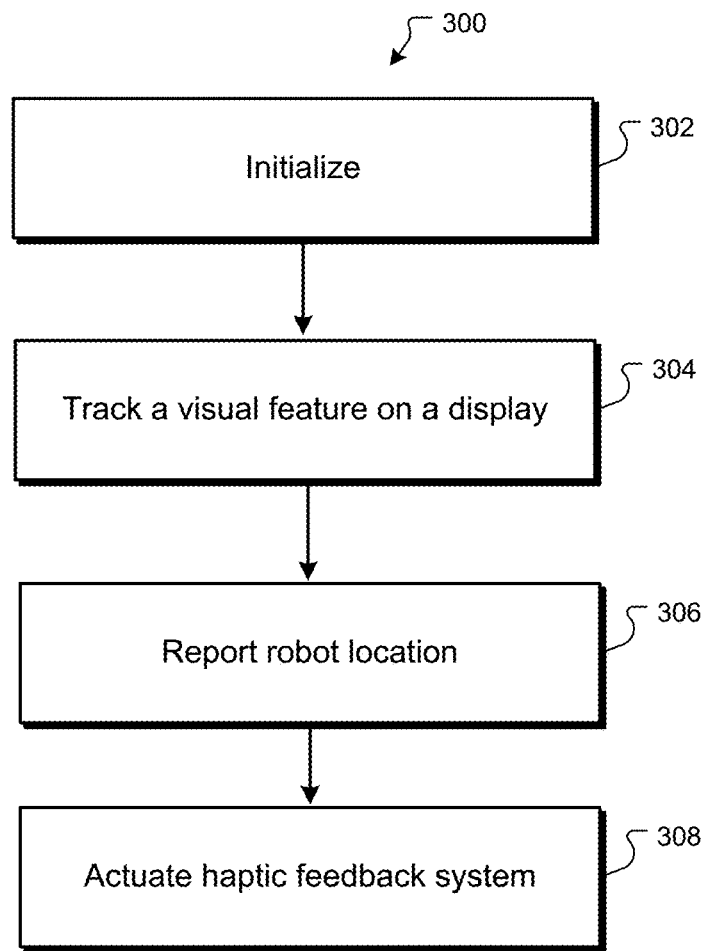 300
Initialize
302
Track a visual feature on a display
304
Report robot location
306
Actuate haptic feedback system
308